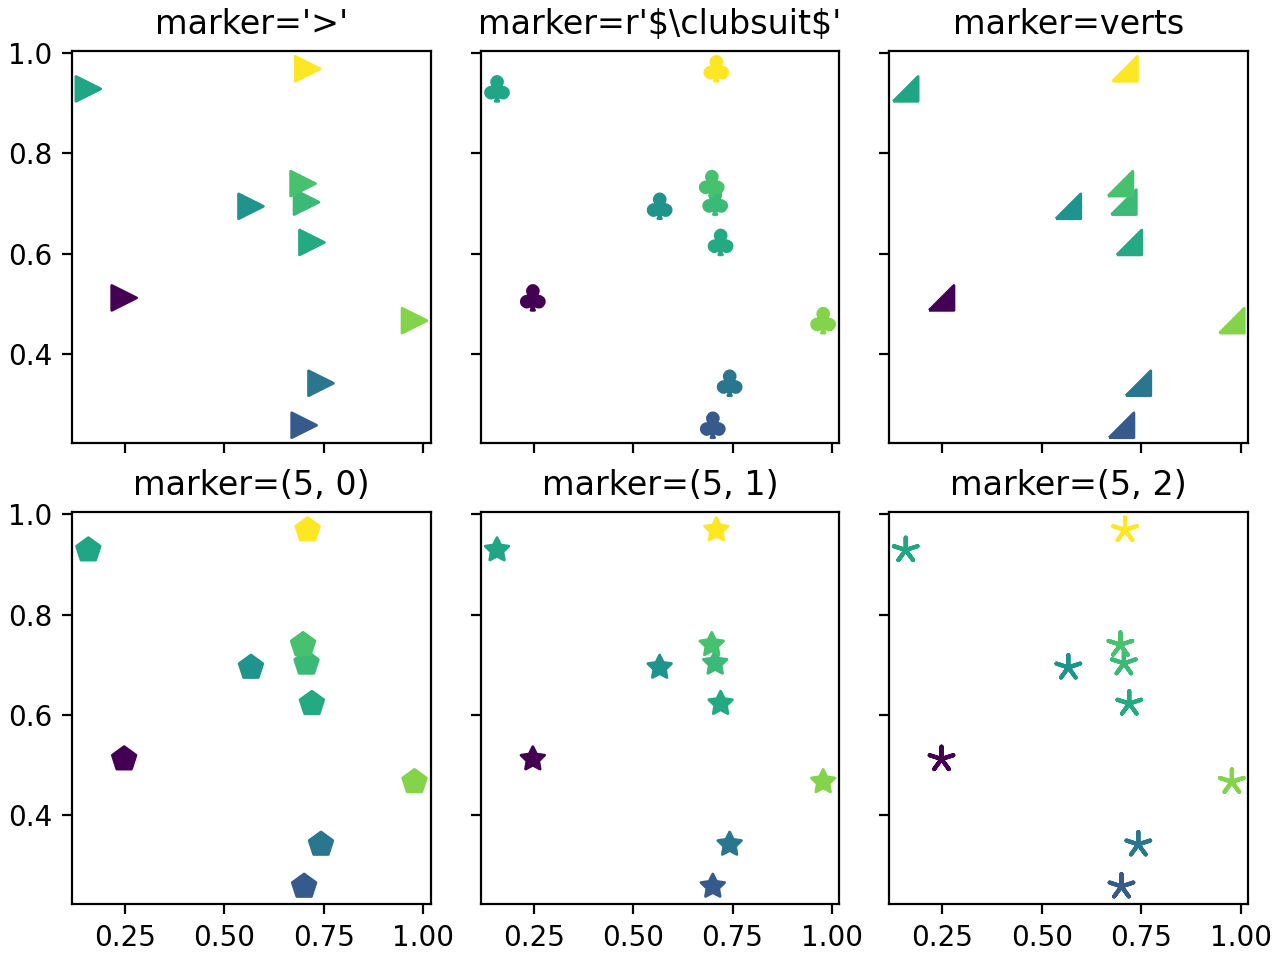 marker='>'
marker=r'$\clubsuit$'
marker=verts
1.0
0.8
0.6
0.4
marker=(5, 0)
marker=(5, 1)
marker=(5, 2)
1.0
0.8
0.6
0.4
0.25 0.50 0.75 1.00
0.25 0.50 0.75 1.00
0.25 0.50 0.75 1.00